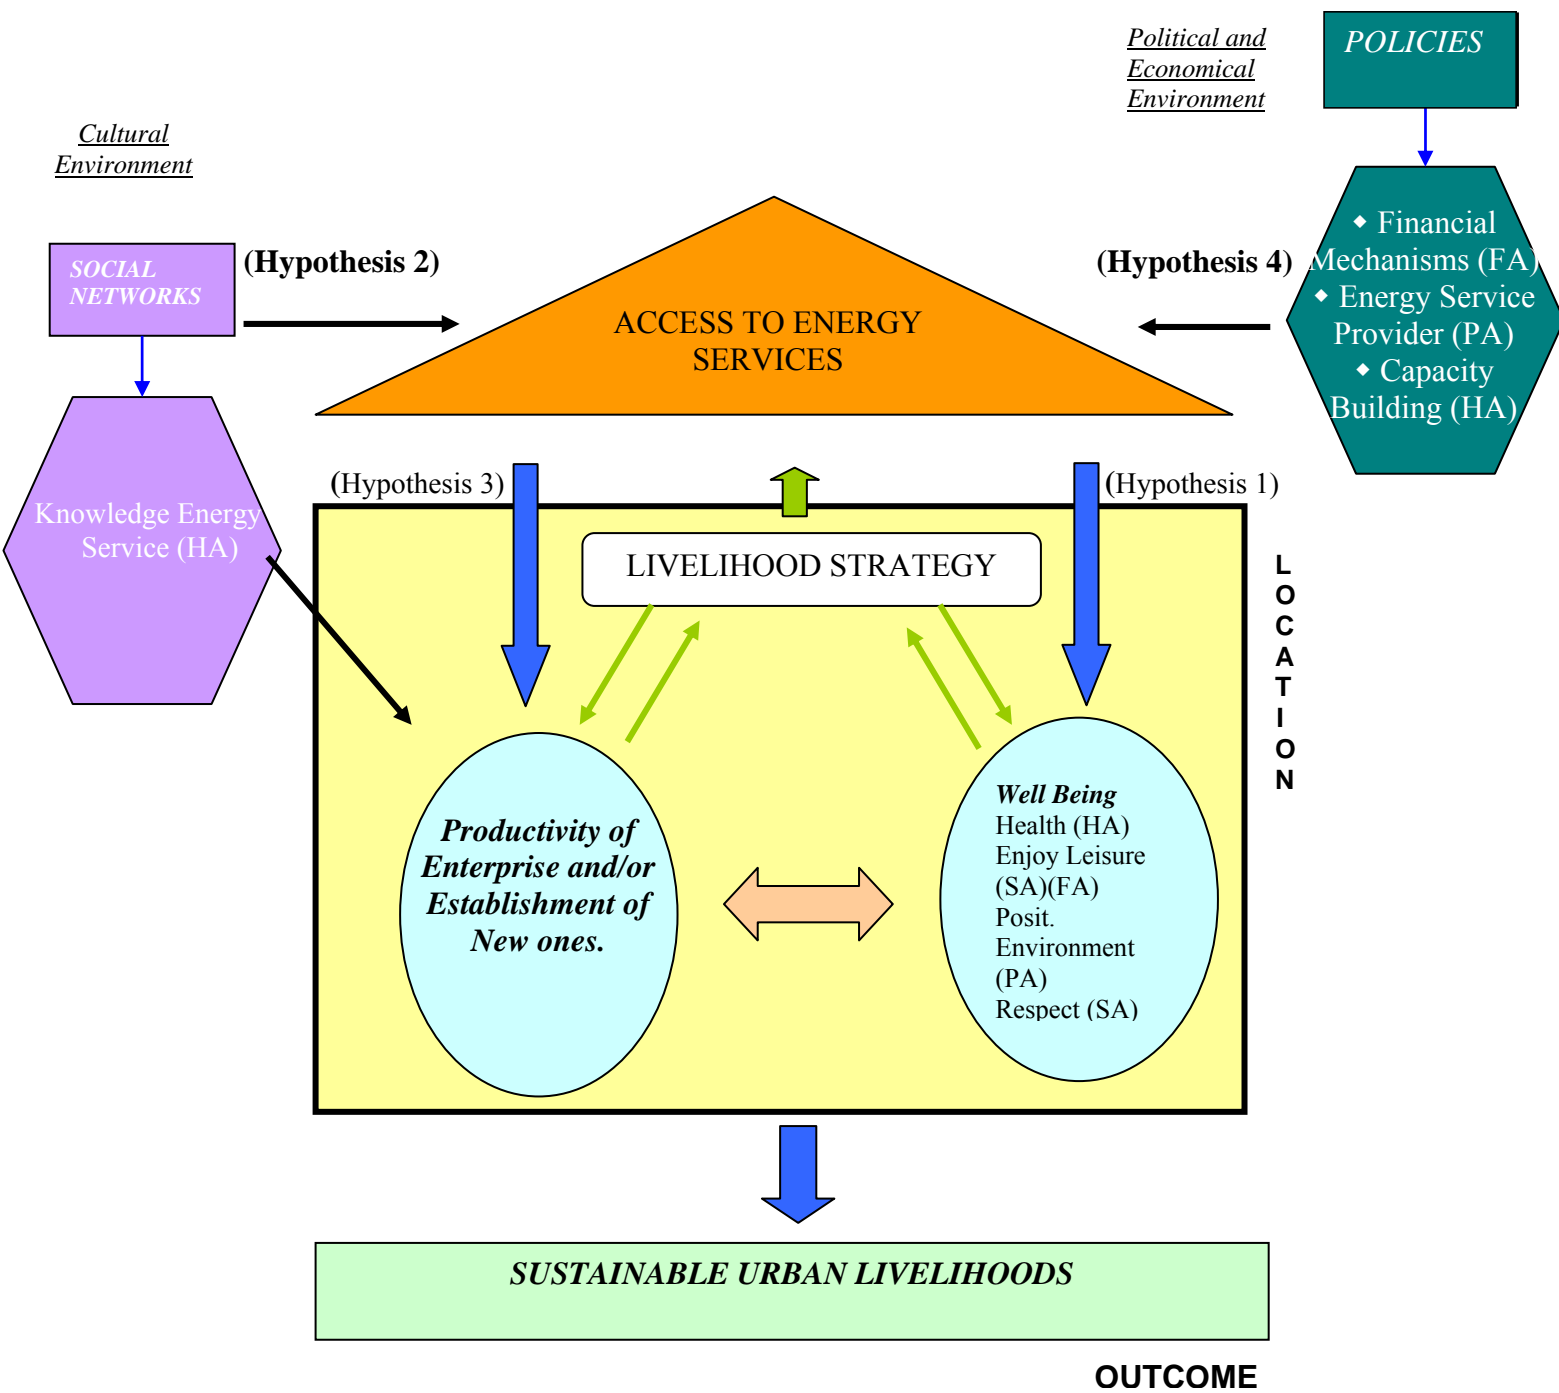 Political and
Economical
Environment
POLICIES
Cultural
Environment
SOCIAL
NETWORKS
(Hypothesis 2)
(Hypothesis 4)
◆ Financial
Mechanisms (FA)
◆ Energy Service
Provider (PA)
◆ Capacity
Building (HA)
ACCESS TO ENERGY
SERVICES
(Hypothesis 3)
(Hypothesis 1)
Knowledge Energy
Service (HA)
LIVELIHOOD STRATEGY
L
O
C
A
T
I
O
N
Productivity of
Enterprise and/or
Establishment of
New ones.
Well Being
Health (HA)
Enjoy Leisure
(SA)(FA)
Posit.
Environment
(PA)
Respect (SA)
SUSTAINABLE URBAN LIVELIHOODS
OUTCOME